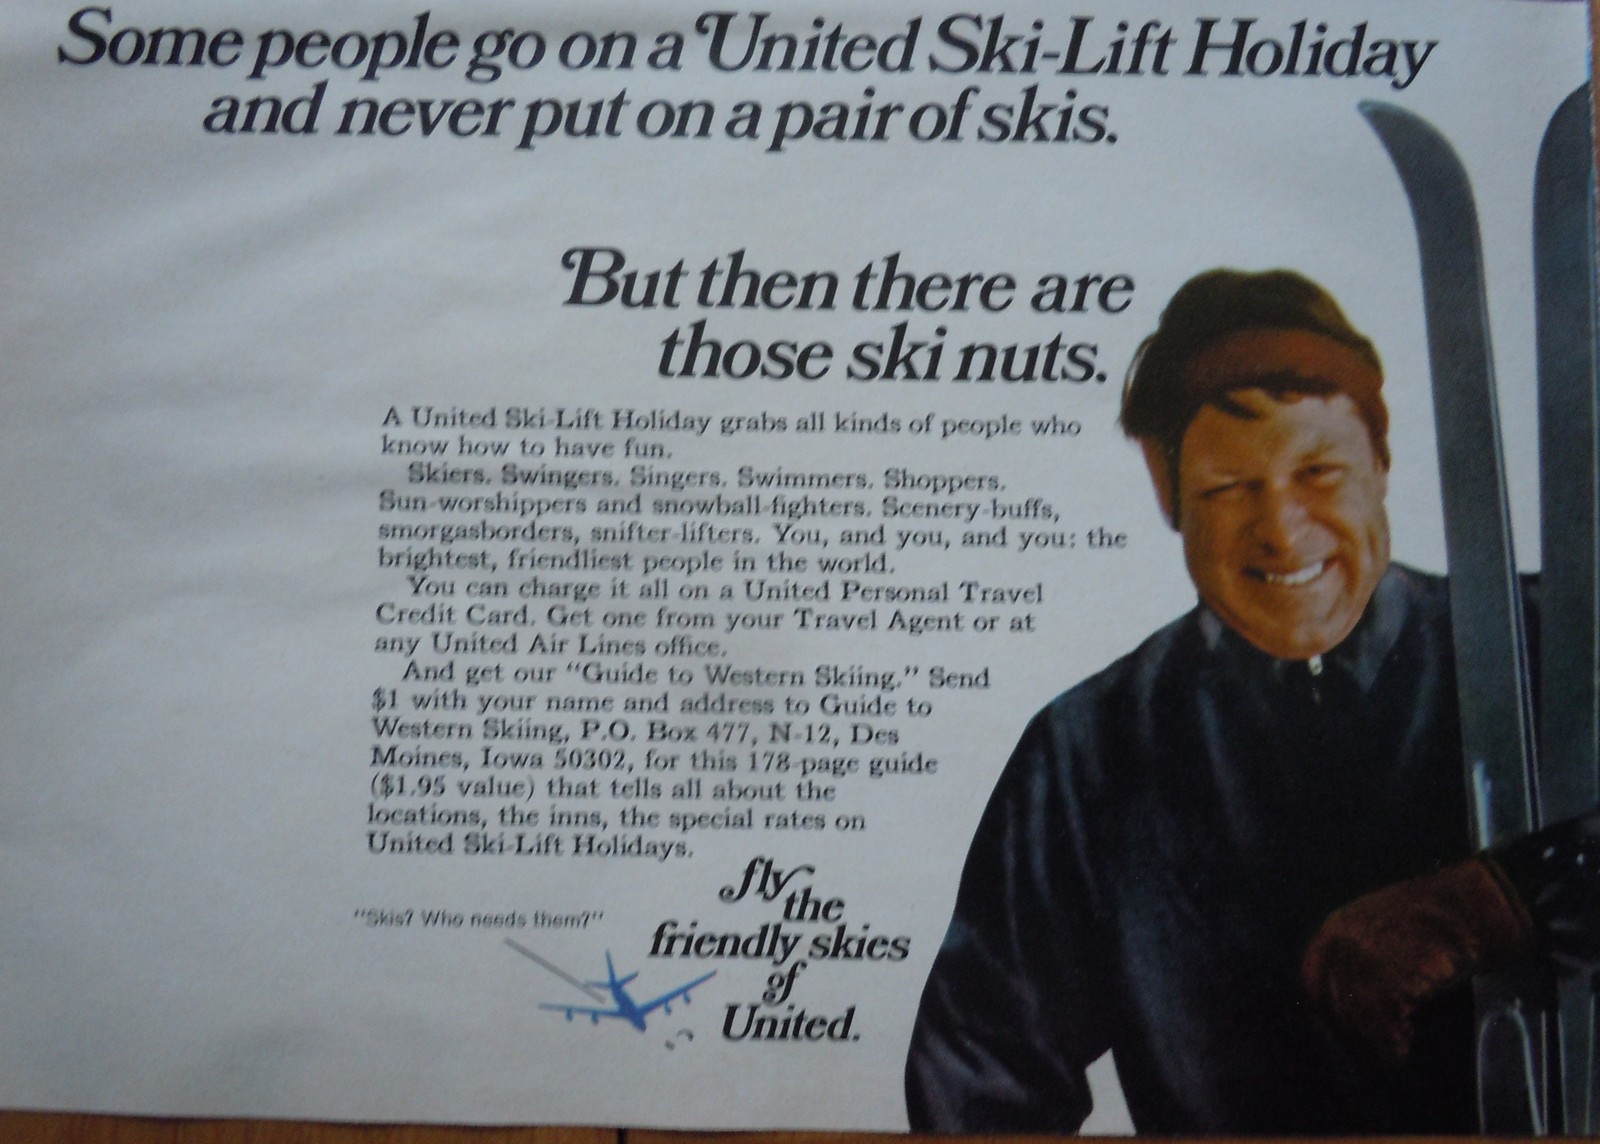 Some people go on a United Ski-Lift Holiday
and never put on a pair of skis.
But then there are
those ski nuts.
A United Ski-Lift Holiday grabs all kinds of people who
know how to have fun.
Skiers. Swingers. Singers. Swimmers. Shoppers.
Sun-worshippers and snowball-fighters. Scenery-buffs,
smorgasborders, snifter-lifters. You, and you, and you: the
brightest, friendliest people in the world.
You can charge it all on a United Personal Travel
Credit Card. Get one from your Travel Agent or at
any United Air Lines office.
And get our "Guide to Western Skiing." Send
$1 with your name and address to Guide to
Western Skiing, P.O. Box 477, N-12, Des
Moines, Iowa 50302, for this 178-page guide
($1.95 value) that tells all about the
locations, the inns, the special rates on
United Ski-Lift Holidays.
"Skis? Who needs them?"
fly
the
friendly skies
of
United.